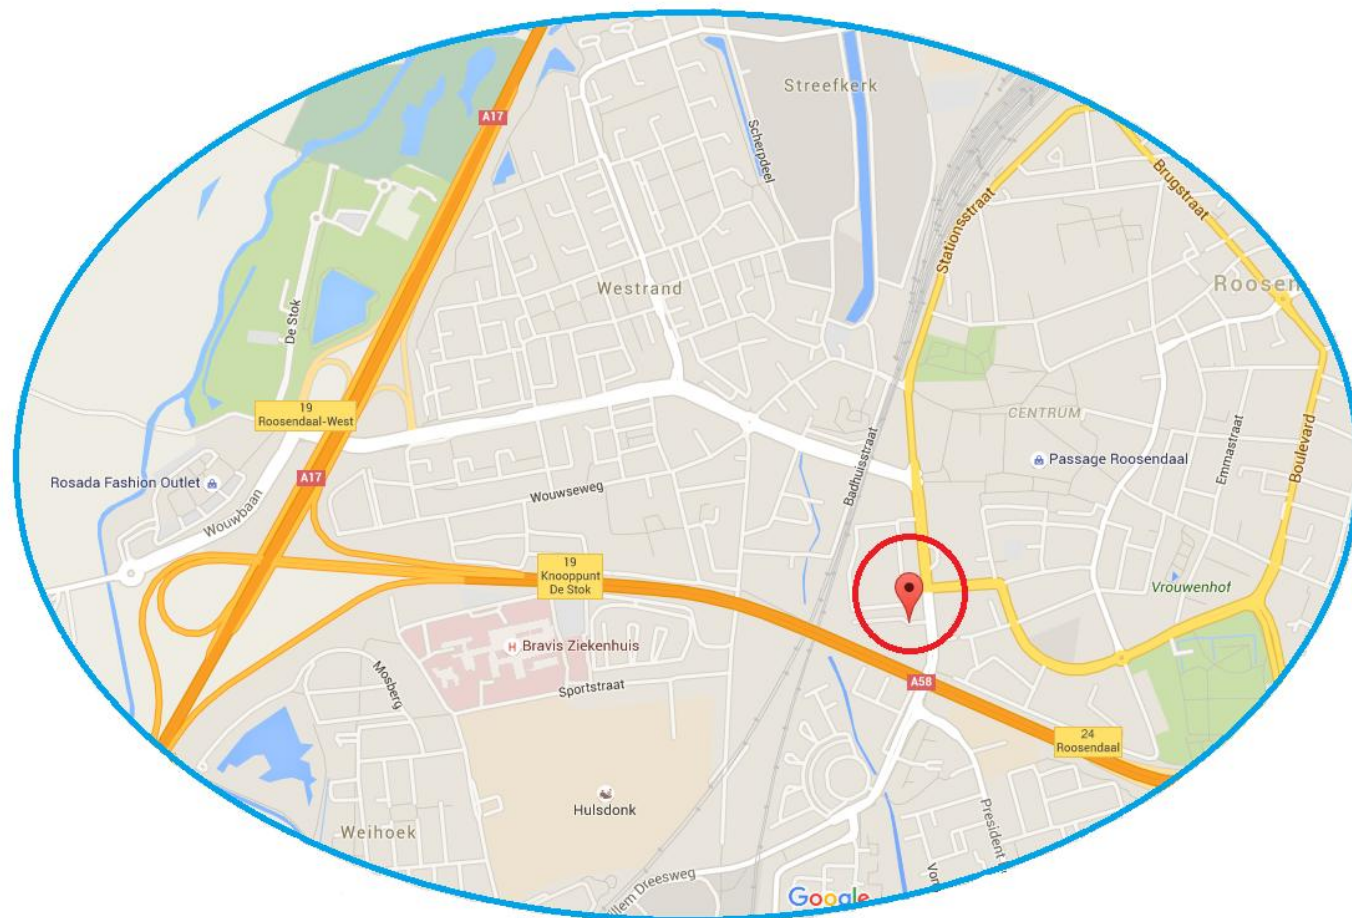 Streefkerk
A17
Scherpdeel
Brugstraat
Stationsstraat
Westrand
Roosen
De Stok
19
Roosendaal-West
CENTRUM
Emmastraat
Boulevard
Badhuisstraat
Passage Roosendaal
A17
Rosada Fashion Outlet
Wouwseweg
Wouwbaan
19
Knooppunt
De Stok
Vrouwenhof
H Bravis Ziekenhuis
Mosberg
Sportstraat
A58
24
Roosendaal
Hulsdonk
Weihoek
President
Dreesweg
Google